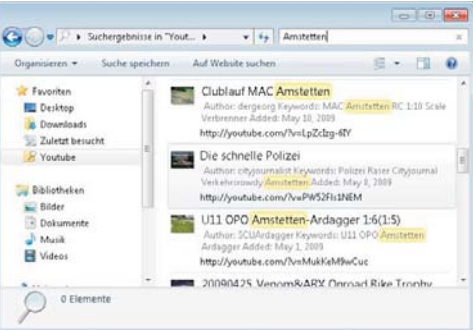 Suchergebnisse in "Yout...
Amstetten
Organisieren
Suche speichern
Auf Website suchen
Favoriten
Desktop
Downloads
Zuletzt besucht
Youtube
Bibliotheken
Bilder
Dokumente
Musik
Videos
Clublauf MAC Amstetten
Author: dergeorg Keywords: MAC Amstetten RC 1:10 Scale
Verbrenner Added: May 10, 2009
http://youtube.com/?v=LpZcIzg-6IY
Die schnelle Polizei
Author: cityjournalist Keywords: Polizei Raser Cityjournal
Verkehrsrowdy Amstetten Added: May 8, 2009
http://youtube.com/?v=PW52FIs1NEM
U11 OPO Amstetten-Ardagger 1:6(1:5)
Author: SCUArdagger Keywords: U11 OPO Amstetten
Ardagger Added: May 1, 2009
http://youtube.com/?v=MukKeM9wCuc
20090425 Venom&ARX Onroad Bike Trophy
0 Elemente